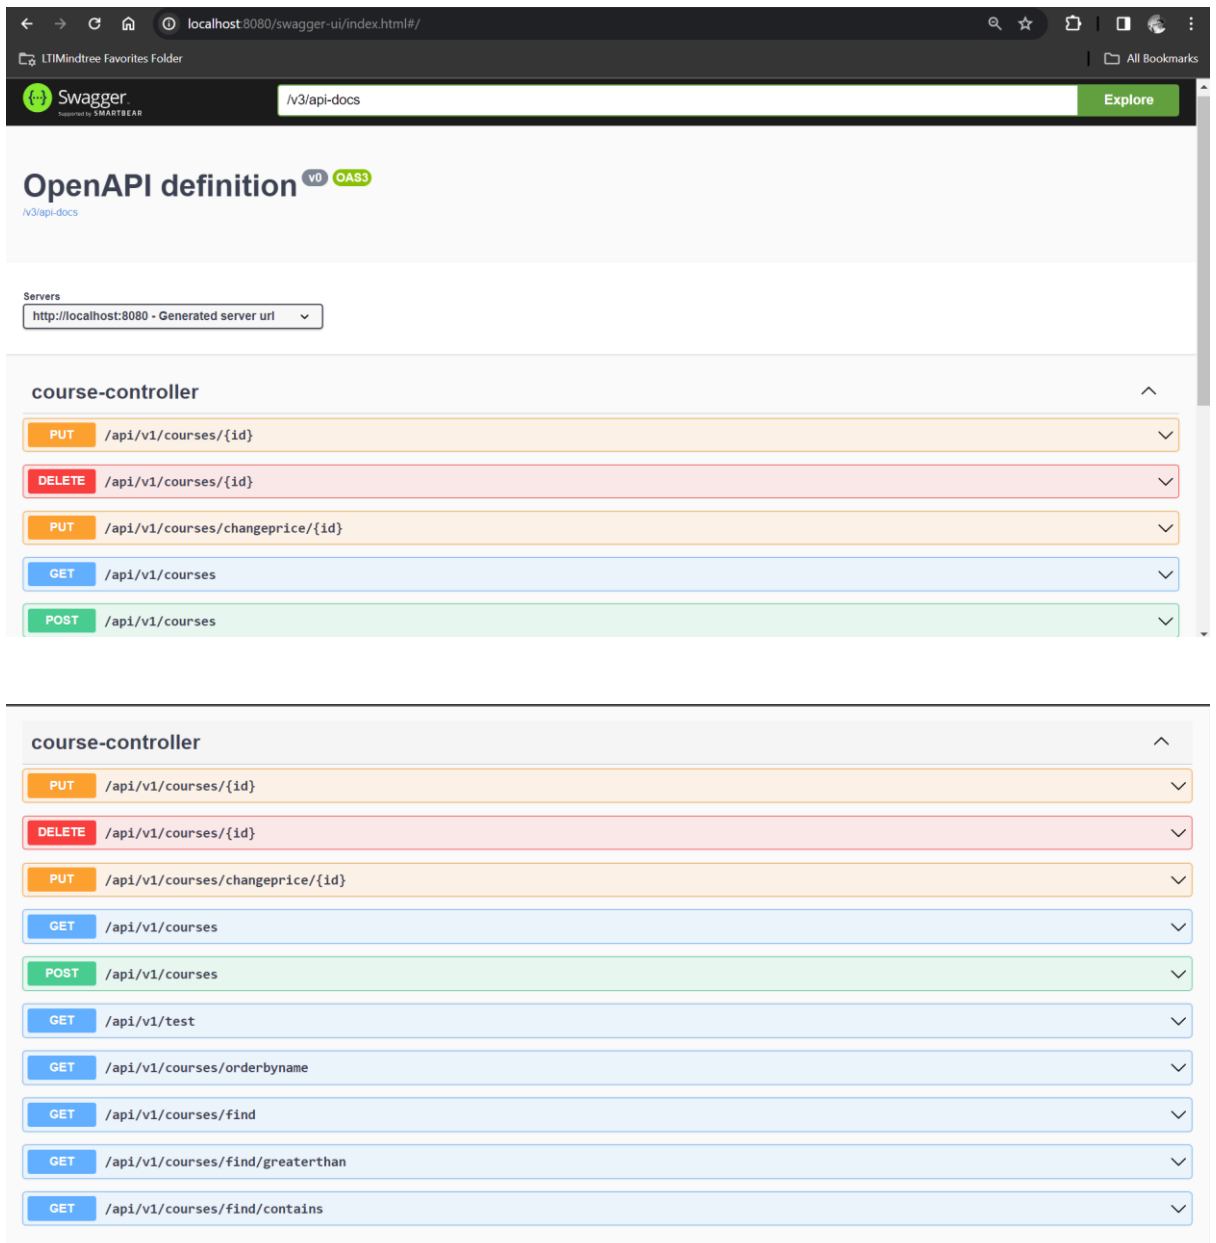 localhost:8080/swagger-ui/index.html#/
LTIMindtree Favorites Folder
All Bookmarks
Swagger.
Supported by SMARTBEAR
/v3/api-docs
Explore
OpenAPI definition v0 OAS3
/v3/api-docs
Servers
http://localhost:8080 - Generated server url
course-controller
PUT /api/v1/courses/{id}
DELETE /api/v1/courses/{id}
PUT /api/v1/courses/changeprice/{id}
GET /api/v1/courses
POST /api/v1/courses
course-controller
PUT /api/v1/courses/{id}
DELETE /api/v1/courses/{id}
PUT /api/v1/courses/changeprice/{id}
GET /api/v1/courses
POST /api/v1/courses
GET /api/v1/test
GET /api/v1/courses/orderbyname
GET /api/v1/courses/find
GET /api/v1/courses/find/greaterthan
GET /api/v1/courses/find/contains